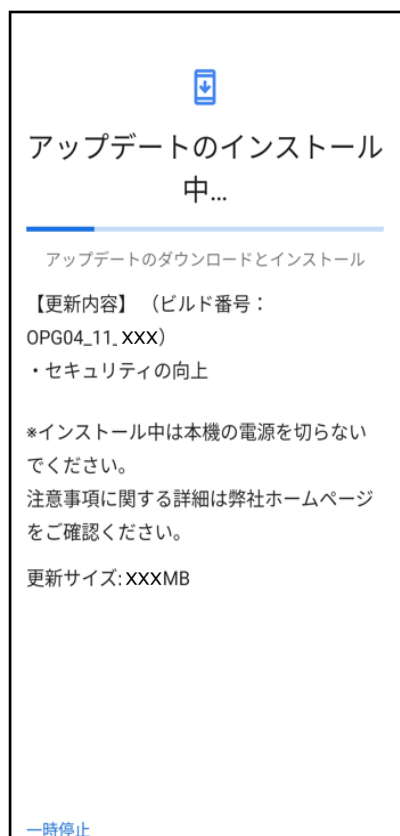 アップデートのインストール
中...
アップデートのダウンロードとインストール
【更新内容】 （ビルド番号：
OPG04_11_XXX）
・セキュリティの向上
※インストール中は本機の電源を切らない
でください。
注意事項に関する詳細は弊社ホームページ
をご確認ください。
更新サイズ: XXXMB
一時停止